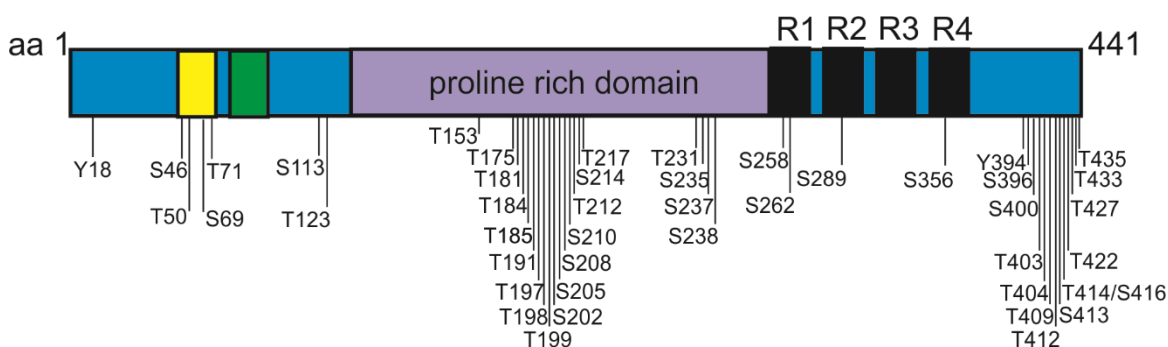 R1 R2 R3 R4
aa 1 441
proline rich domain
T153
Y18 S46 T71 S113 T175 T217 T231 S258 Y394 T435
T181 S214 S235 S289 S356 S396 T433
T50 S69 T123 T184 T212 S237 S262 S400 T427
T185 S210 S238
T191 S208 T403 T422
T197 S205 T404 T414/S416
T198 S202 T409 S413
T199 T412